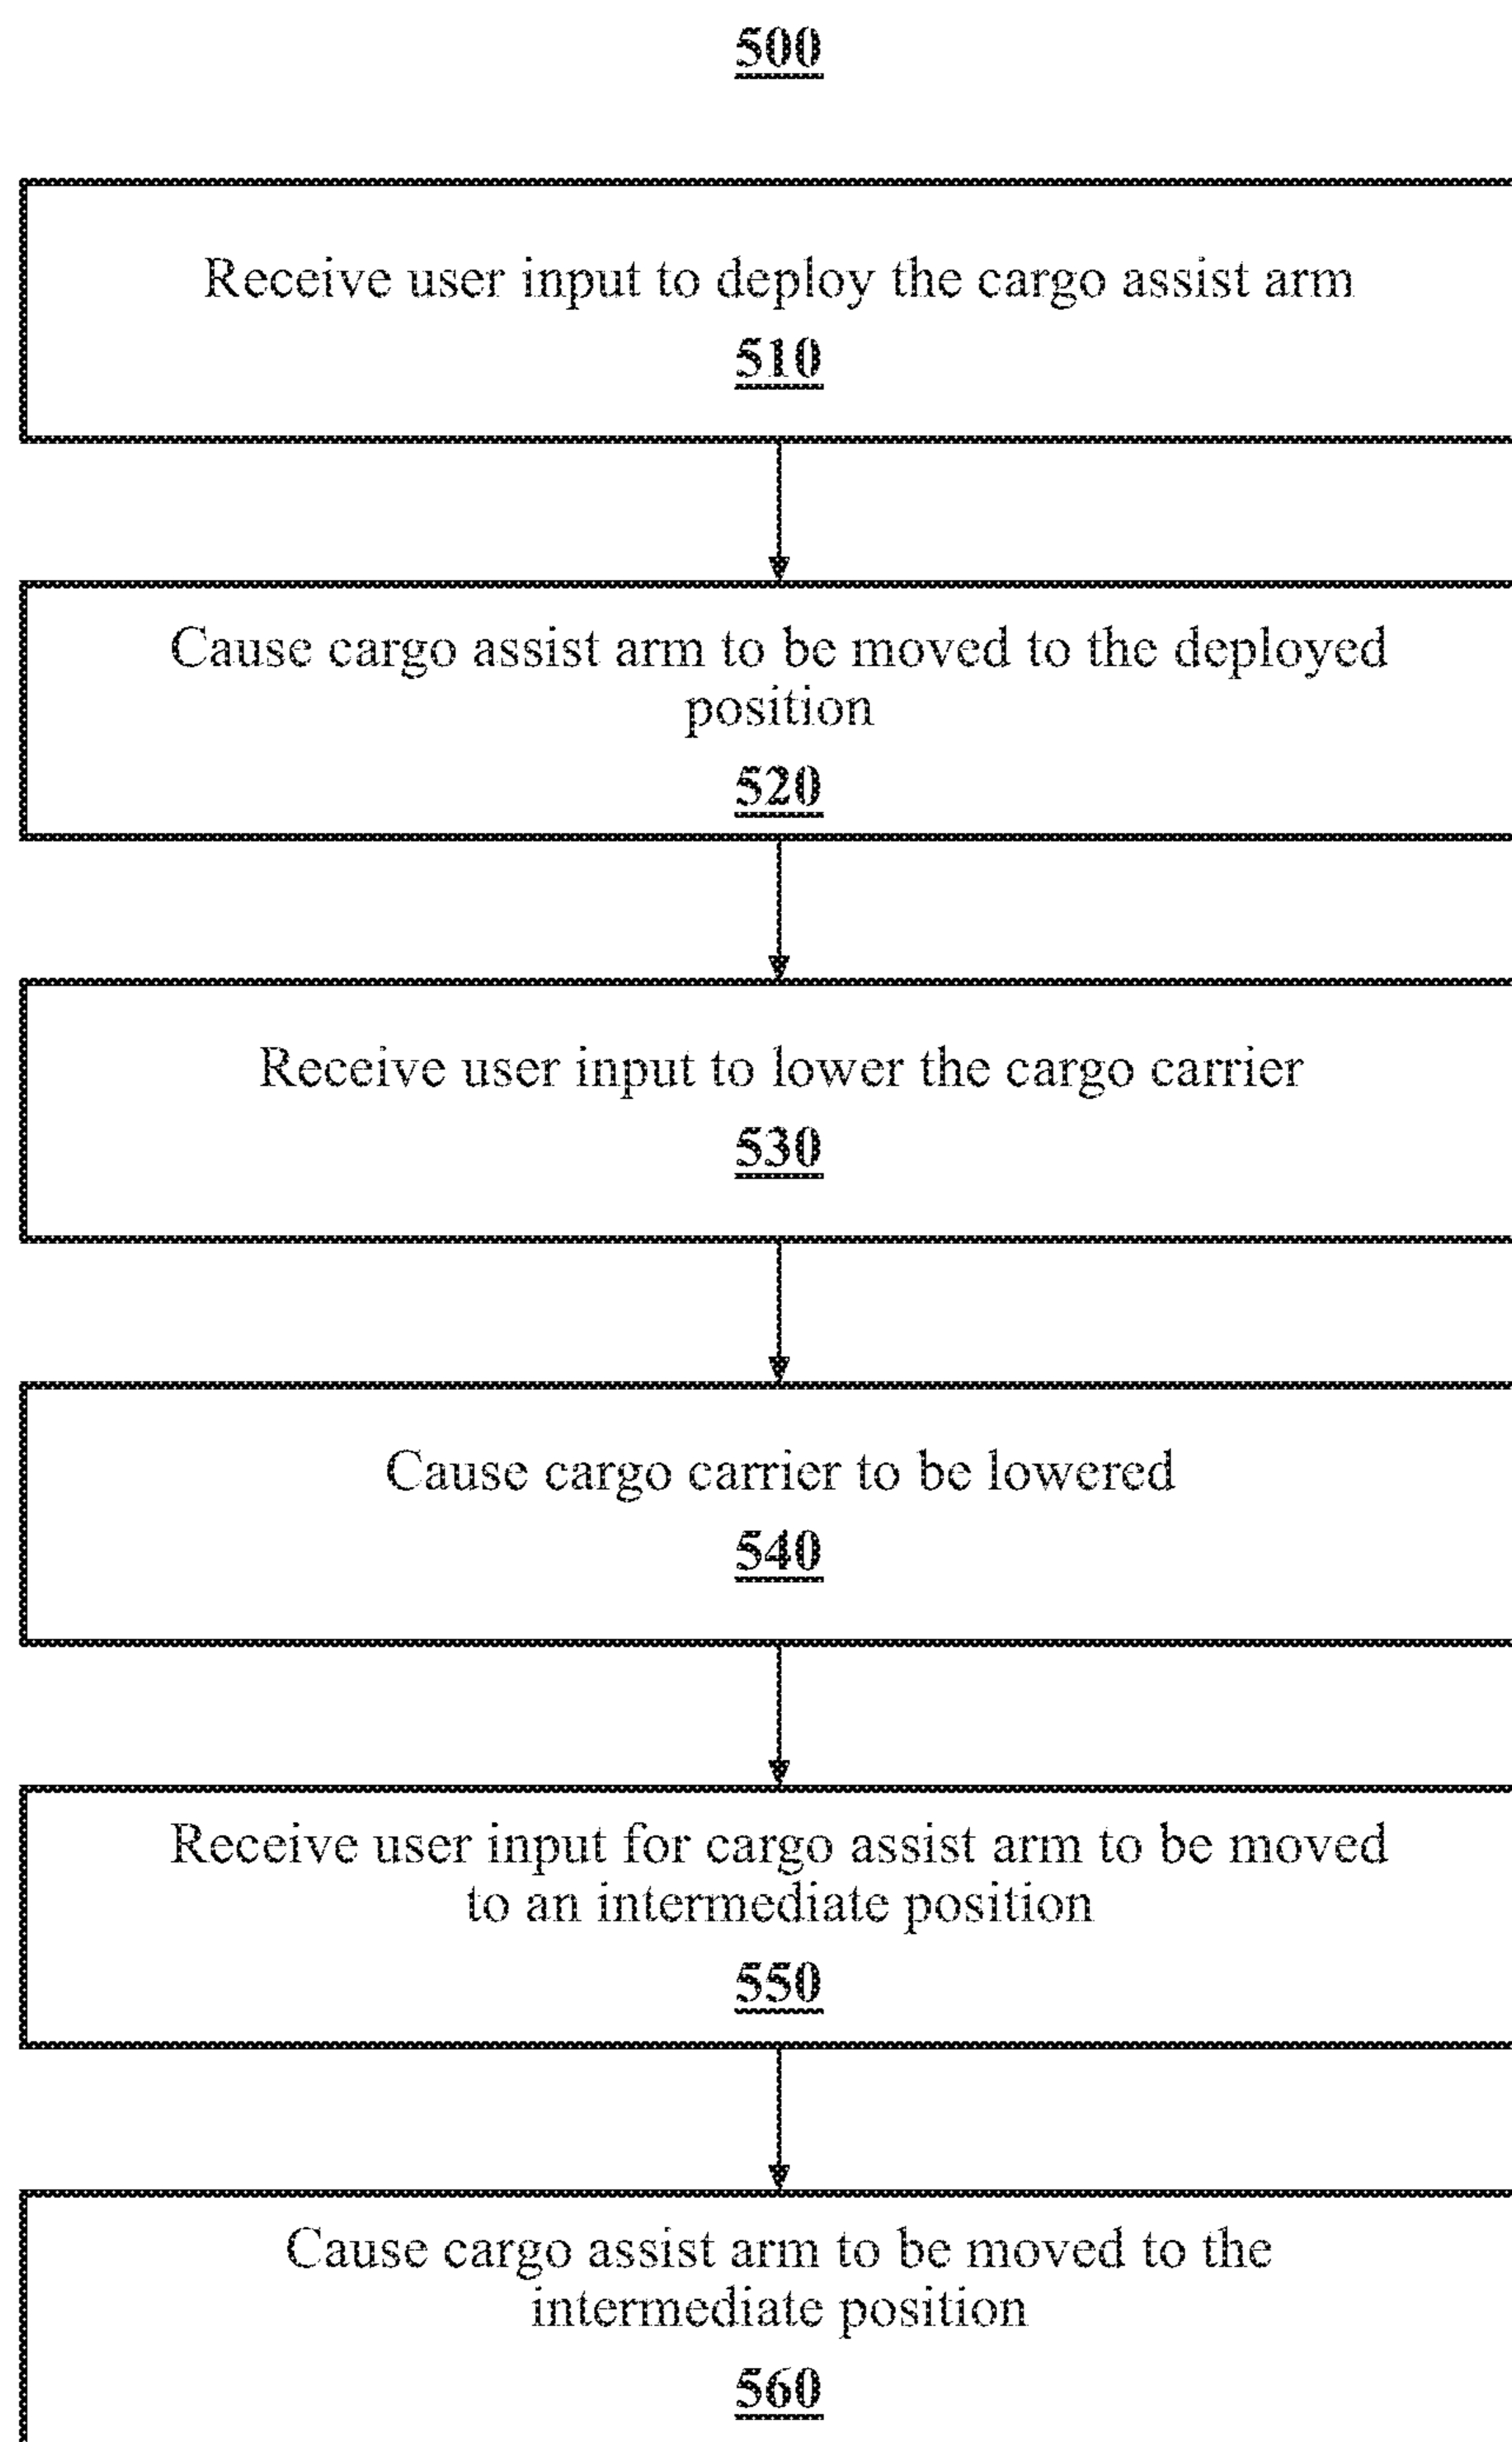 500
Receive user input to deploy the cargo assist arm
510
Cause cargo assist arm to be moved to the deployed
position
520
Receive user input to lower the cargo carrier
530
Cause cargo carrier to be lowered
540
Receive user input for cargo assist arm to be moved
to an intermediate position
550
Cause cargo assist arm to be moved to the
intermediate position
560